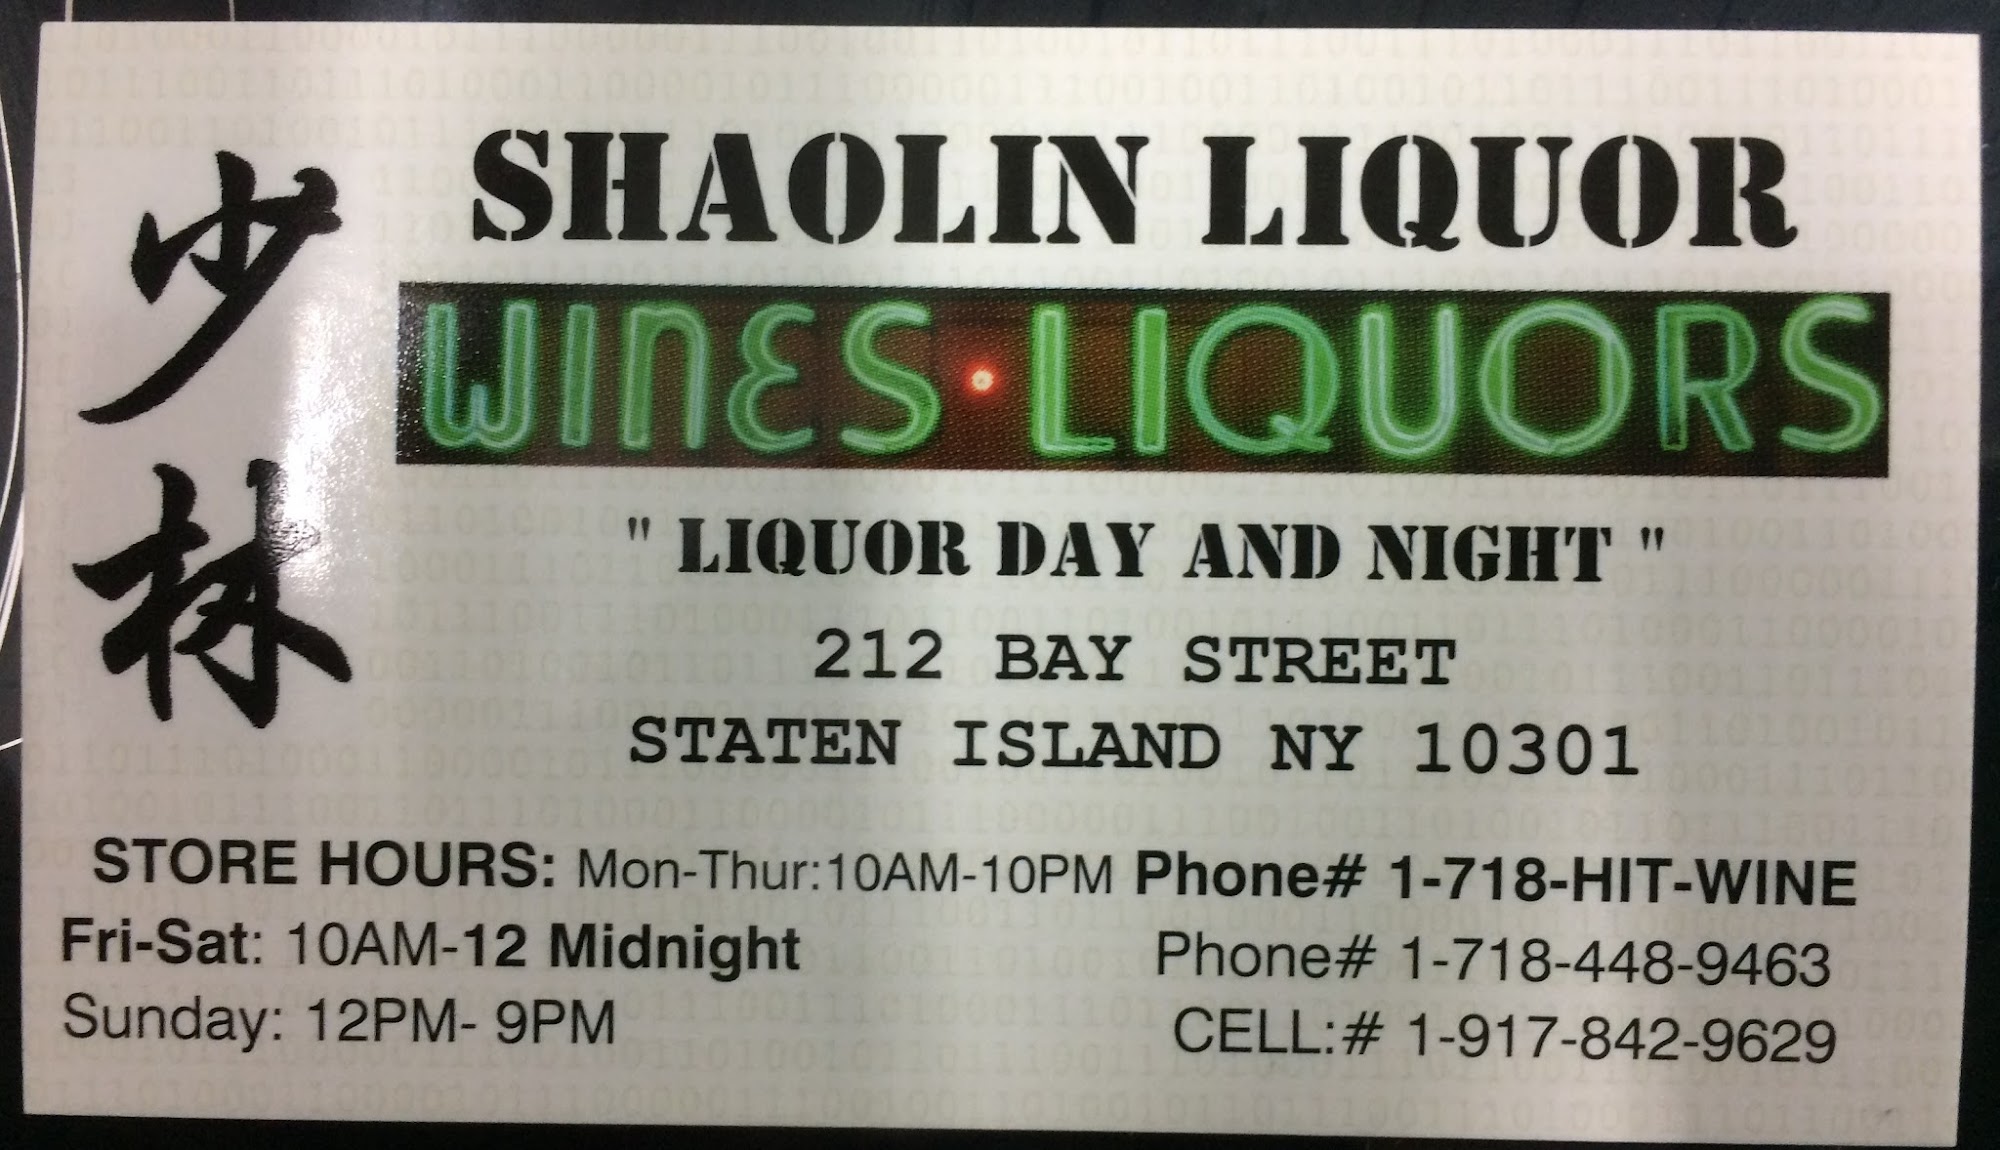 少林
SHAOLIN LIQUOR
WINES·LIQUORS
" LIQUOR DAY AND NIGHT "
212 BAY STREET
STATEN ISLAND NY 10301
STORE HOURS: Mon-Thur:10AM-10PM
Fri-Sat: 10AM-12 Midnight
Sunday: 12PM- 9PM
Phone# 1-718-HIT-WINE
Phone# 1-718-448-9463
CELL:# 1-917-842-9629